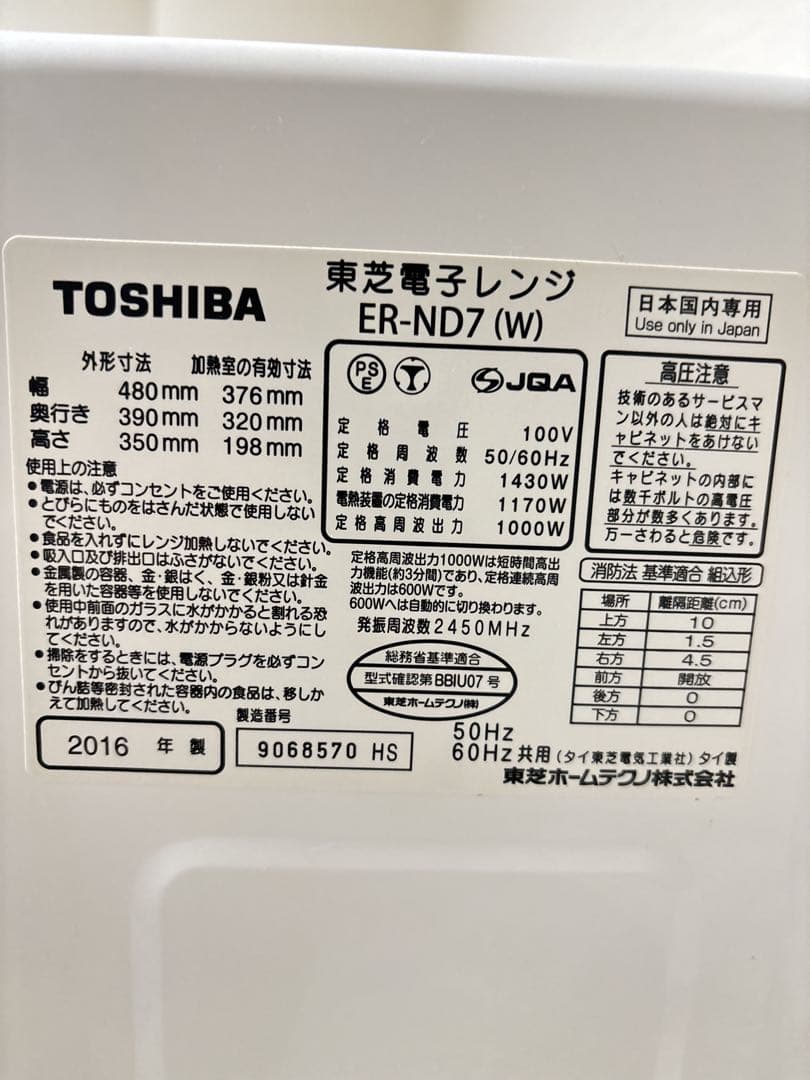 TOSHIBA
東芝電子レンジ
ER-ND7 (W)
日本国内専用
Use only in Japan
外形寸法 加熱室の有効寸法
幅 480mm 376mm
奥行き 390mm 320mm
高さ 350mm 198mm
使用上の注意
●電源は、必ずコンセントをご使用ください。
●とびらにものをはさんだ状態で使用しない
でください。
●食品を入れずにレンジ加熱しないでください。
●吸入口及び排出口はふさがないでください。
●金属製の容器、金・銀はく、金・銀粉又は針金
を用いた容器等を使用しないでください。
●使用中前面のガラスに水がかかると割れる恐
れがありますので、水がかからないようにし
てください。
●掃除をするときには、電源プラグを必ずコン
セントから抜いてください。
●びん詰等密封された容器内の食品は、移しか
えて加熱してください。
2016 年 製
製造番号
9068570 HS
PS
E
JQA
定格電圧 100V
定格周波数 50/60Hz
定格消費電力 1430W
電熱装置の定格消費電力 1170W
定格高周波出力 1000W
定格高周波出力1000Wは短時間高出
力機能(約3分間)であり、定格連続高周
波出力は600Wです。
600Wへは自動的に切り換わります。
発振周波数2450MHz
総務省基準適合
型式確認第BBIU07号
東芝ホームテクノ(株)
高圧注意
技術のあるサービスマ
ン以外の人は絶対にキ
ャビネットをあけない
でください。
キャビネットの内部に
は数千ボルトの高電圧
部分が数多くあります。
万一さわると危険です。
消防法 基準適合 組込形
場所 離隔距離(cm)
上方 10
左方 1.5
右方 4.5
前方 開放
後方 0
下方 0
50Hz
60Hz 共用 (タイ東芝電気工業社) タイ製
東芝ホームテクノ株式会社